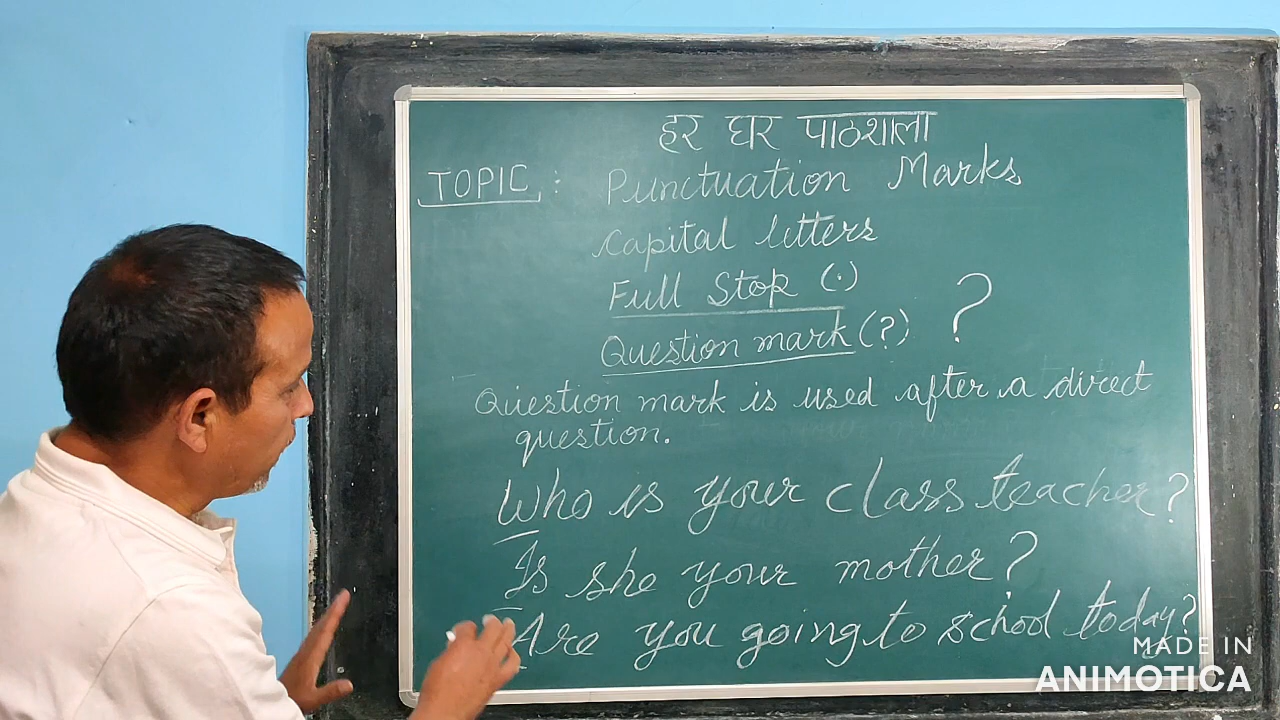 हर घर पाठशाला
TOPIC : Punctuation Marks
Capital letters
Full Stop (.)
Question mark (?) ?
Question mark is used after a direct
question.
Who is your class teacher?
Is she your mother?
Are you going to school today?
MADE IN
ANIMOTICA